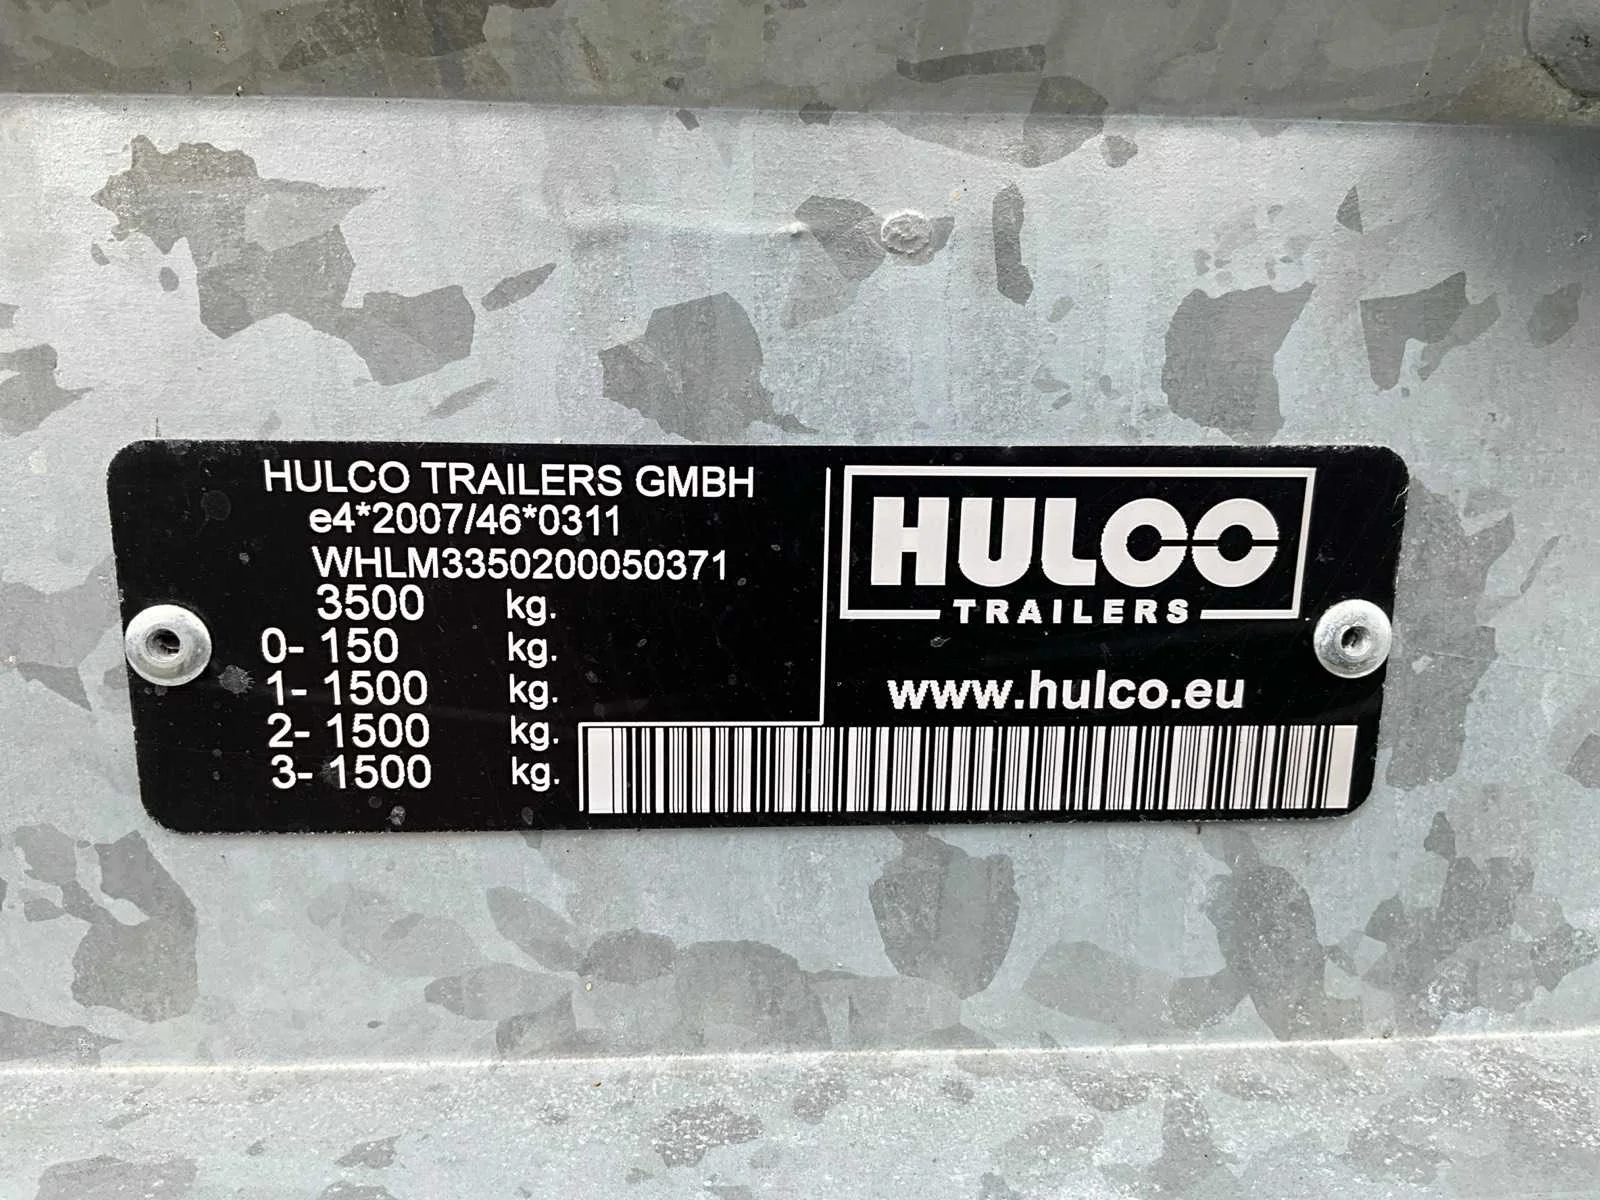 HULCO TRAILERS GMBH
e4*2007/46*0311
WHLM3350200050371
3500 kg.
0- 150 kg.
1- 1500 kg.
2- 1500 kg.
3- 1500 kg.
HULCO
TRAILERS
www.hulco.eu